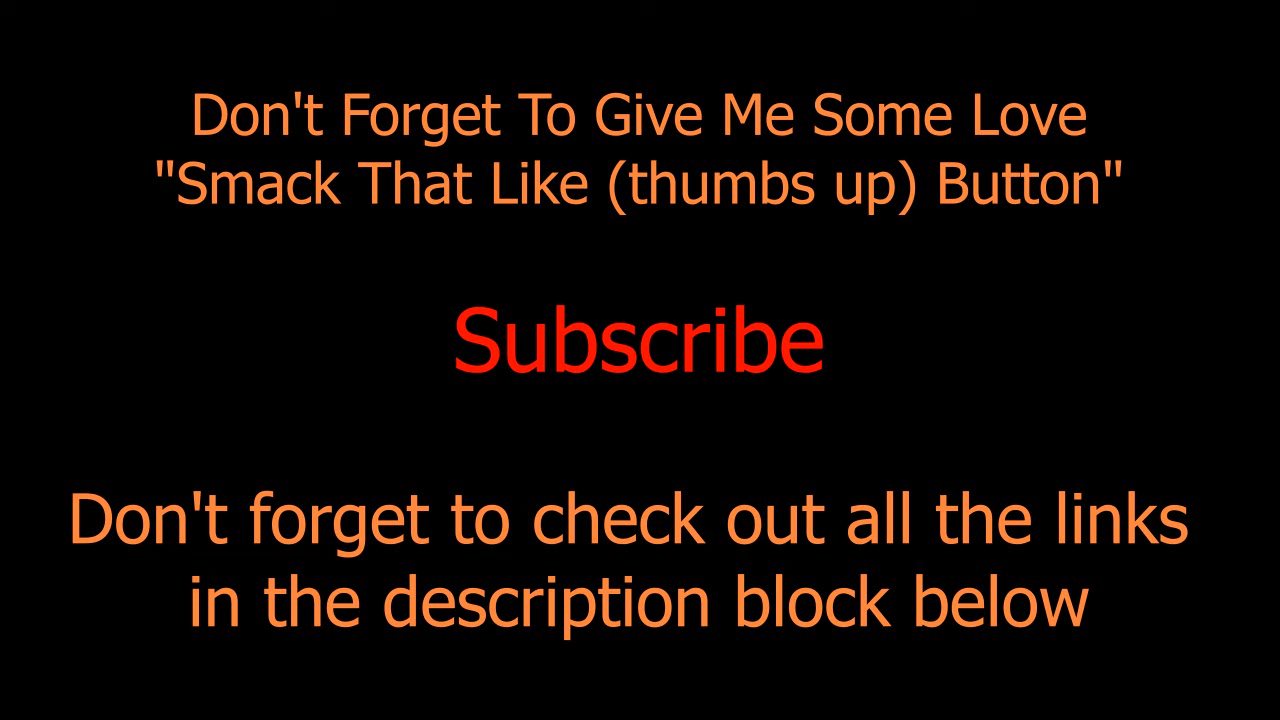 Don't Forget To Give Me Some Love
"Smack That Like (thumbs up) Button"
Subscribe
Don't forget to check out all the links
in the description block below